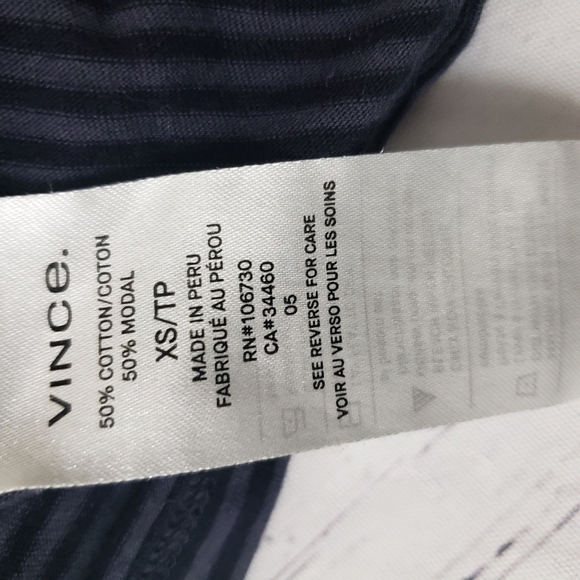 VINCE.
50% COTTON/COTON
50% MODAL
XS/TP
MADE IN PERU
FABRIQUÉ AU PÉROU
RN#106730
CA#34460
05
SEE REVERSE FOR CARE
VOIR AU VERSO POUR LES SOINS